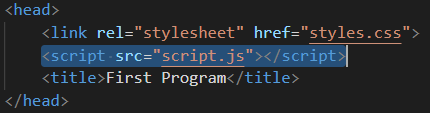 <head>
<link rel="stylesheet" href="styles.css">
<script src="script.js"></script>
<title>First Program</title>
</head>